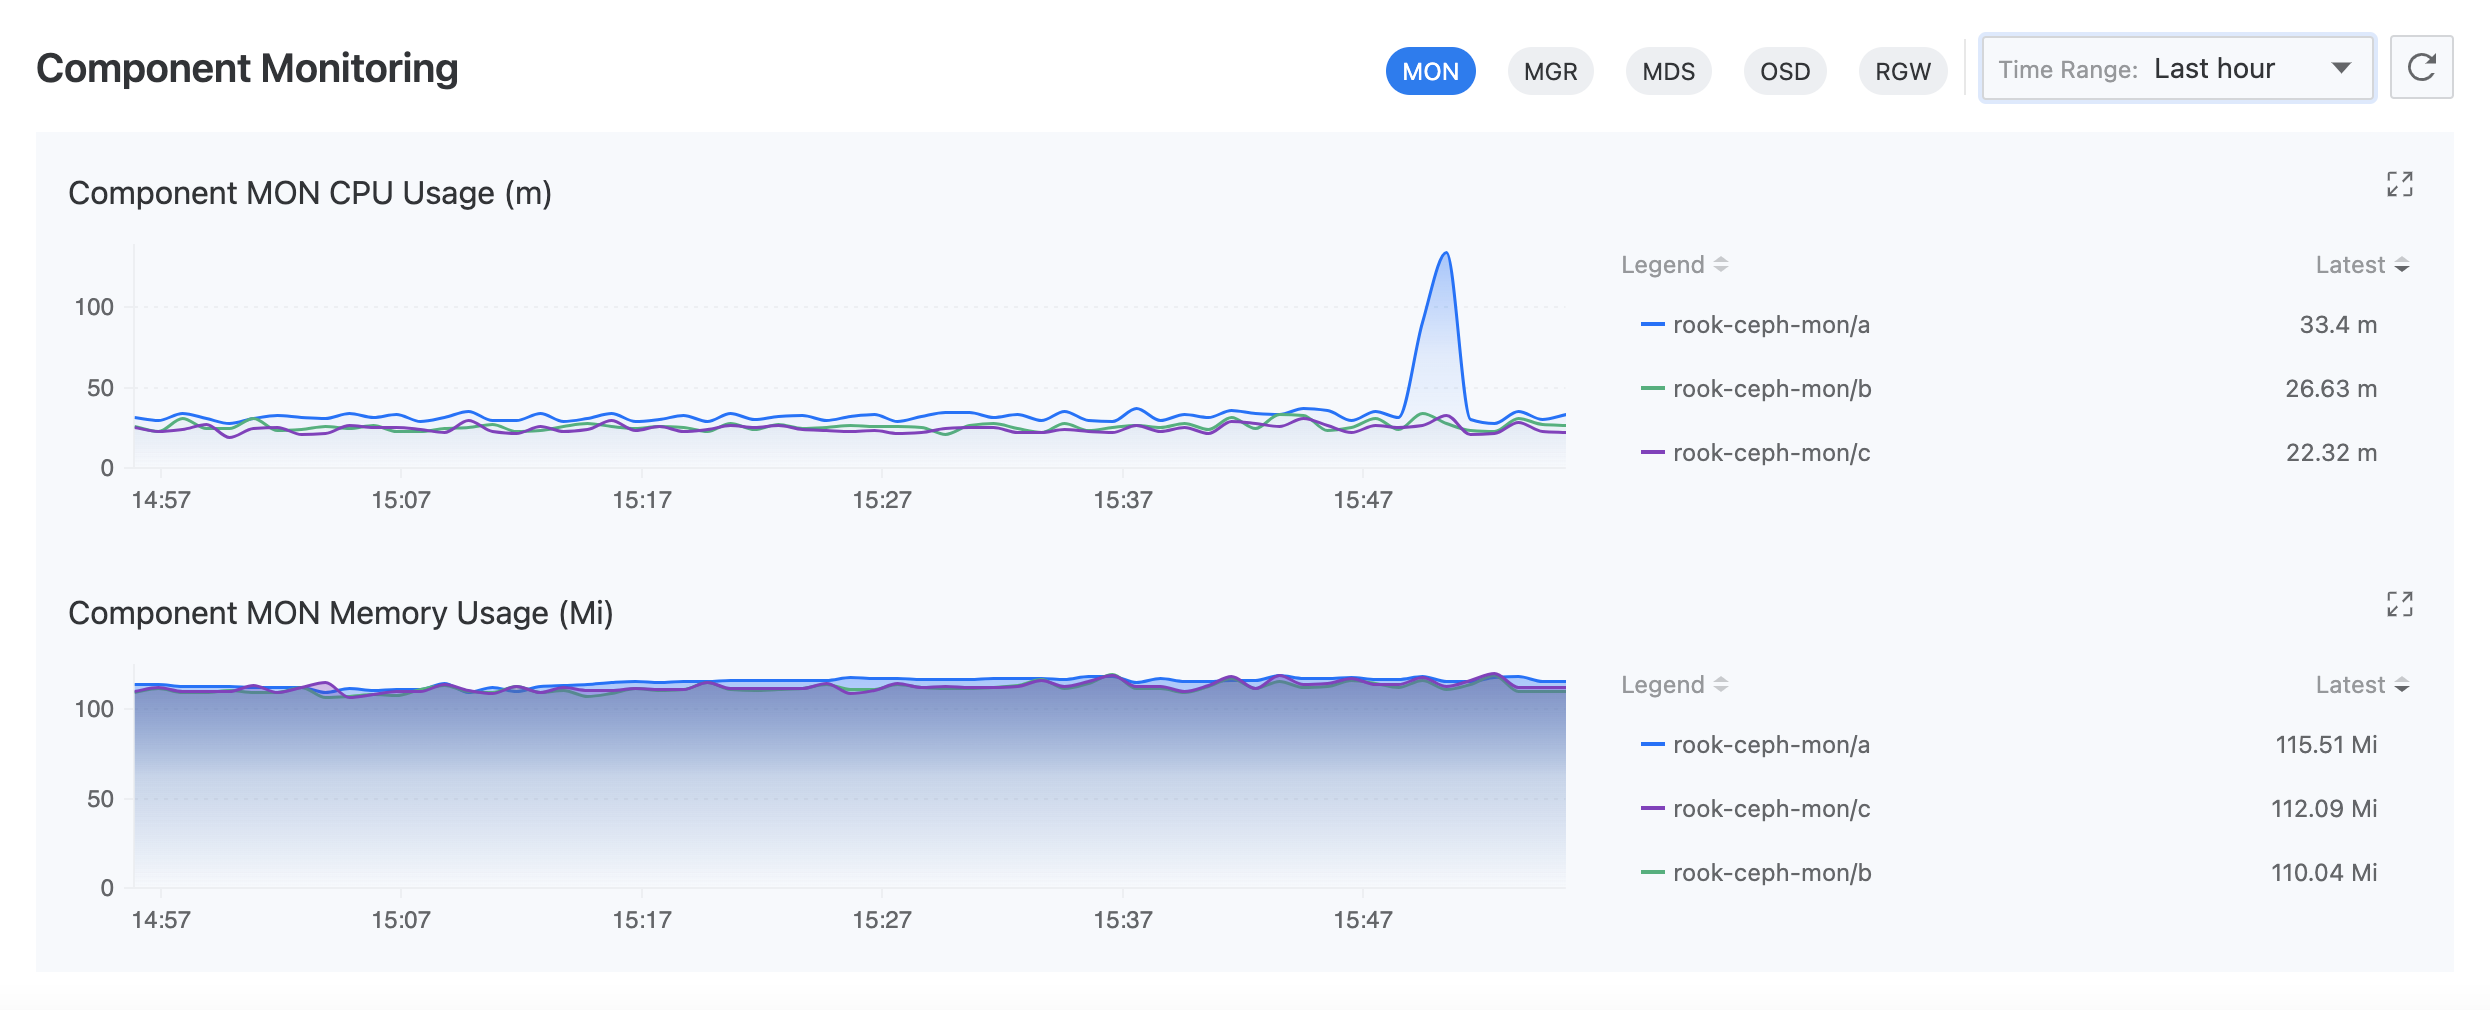 Component Monitoring
MON MGR MDS OSD RGW Time Range: Last hour
Component MON CPU Usage (m)
100
50
0
14:57 15:07 15:17 15:27 15:37 15:47
Legend Latest
rook-ceph-mon/a 33.4 m
rook-ceph-mon/b 26.63 m
rook-ceph-mon/c 22.32 m
Component MON Memory Usage (Mi)
100
50
0
14:57 15:07 15:17 15:27 15:37 15:47
Legend Latest
rook-ceph-mon/a 115.51 Mi
rook-ceph-mon/c 112.09 Mi
rook-ceph-mon/b 110.04 Mi